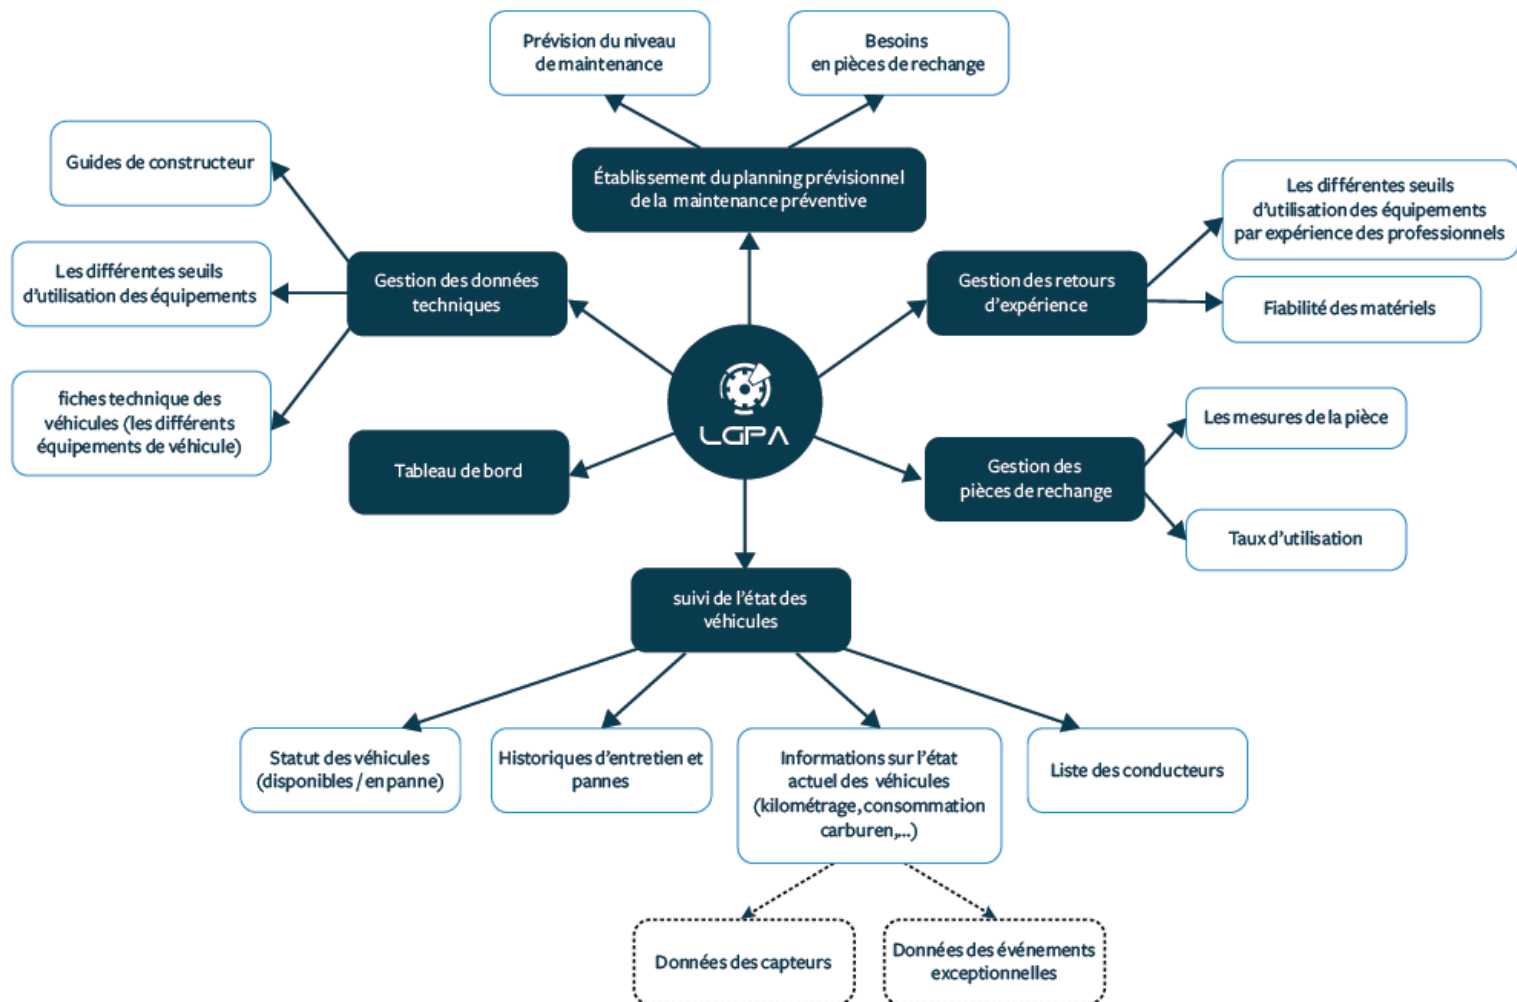 Prévision du niveau
de maintenance
Besoins
en pièces de rechange
Guides de constructeur
Établissement du planning prévisionnel
de la maintenance préventive
Les différentes seuils
d'utilisation des équipements
par expérience des professionnels
Les différentes seuils
d'utilisation des équipements
Gestion des données
techniques
Gestion des retours
d'expérience
Fiabilité des matériels
fiches technique des
véhicules (les différents
équipements de véhicule)
LGPA
Les mesures de la pièce
Tableau de bord
Gestion des
pièces de rechange
Taux d'utilisation
suivi de l'état des
véhicules
Statut des véhicules
(disponibles / en panne)
Historiques d'entretien et
pannes
Informations sur l'état
actuel des véhicules
(kilométrage, consommation
carburen,...)
Liste des conducteurs
Données des capteurs
Données des événements
exceptionnelles